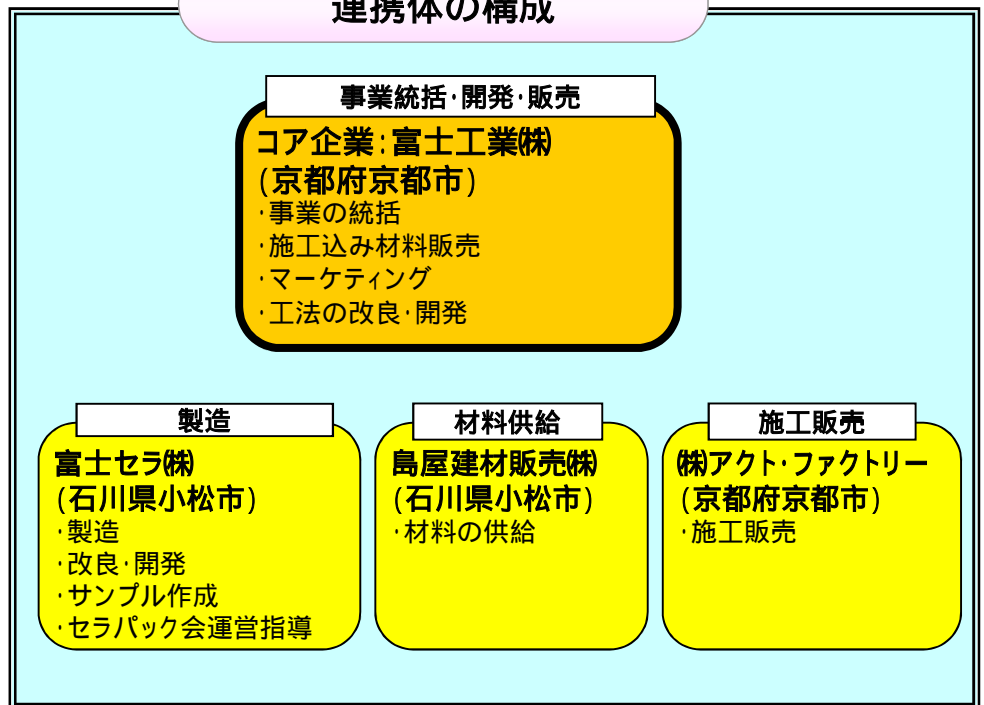 連携体の構成
事業統括・開発・販売
コア企業:富士工業㈱
(京都府京都市)
・事業の統括
・施工込み材料販売
・マーケティング
・工法の改良・開発
製造
富士セラ㈱
(石川県小松市)
・製造
・改良・開発
・サンプル作成
・セラパック会運営指導
材料供給
島屋建材販売㈱
(石川県小松市)
・材料の供給
施工販売
㈱アクト・ファクトリー
(京都府京都市)
・施工販売